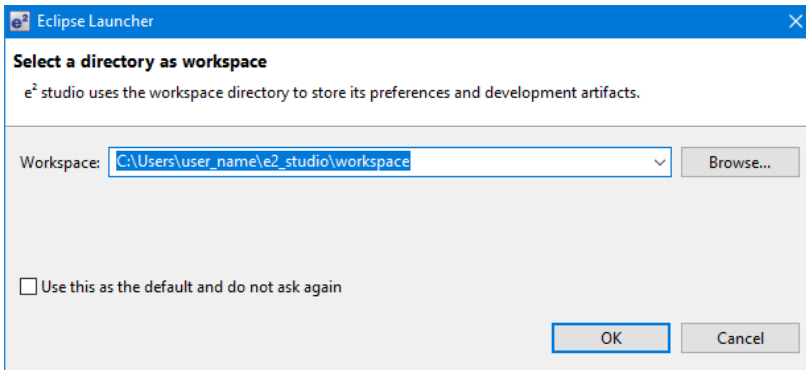 e² Eclipse Launcher
Select a directory as workspace
e² studio uses the workspace directory to store its preferences and development artifacts.
Workspace: C:\Users\user_name\e2_studio\workspace Browse...
Use this as the default and do not ask again
OK Cancel